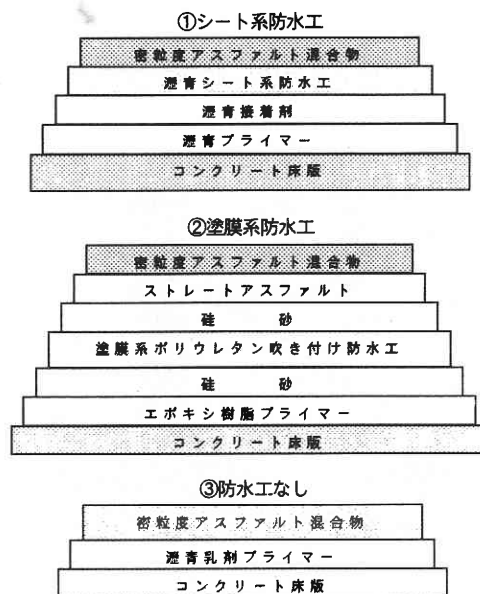 ①シート系防水工
密粒度アスファルト混合物
瀝青シート系防水工
瀝青接着剤
瀝青プライマー
コンクリート床版
②塗膜系防水工
密粒度アスファルト混合物
ストレートアスファルト
硅 砂
塗膜系ポリウレタン吹き付け防水工
硅 砂
エポキシ樹脂プライマー
コンクリート床版
③防水工なし
密粒度アスファルト混合物
瀝青乳剤プライマー
コンクリート床版